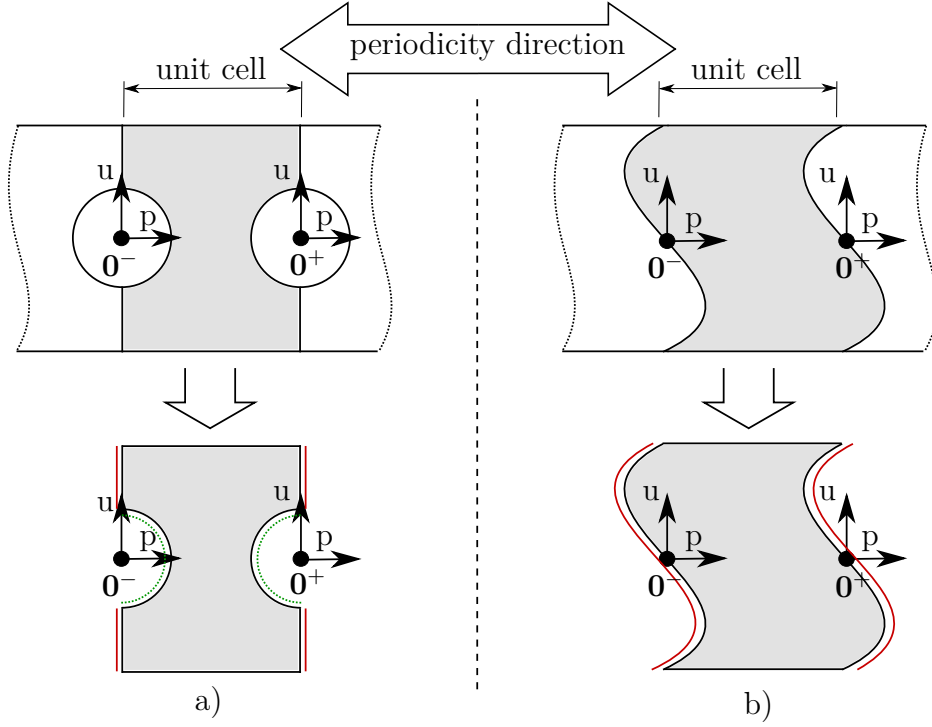 periodicity direction
unit cell
unit cell
u
p
0⁻
u
p
0⁺
u
p
0⁻
u
p
0⁺
u
p
0⁻
u
p
0⁺
u
p
0⁻
u
p
0⁺
a)
b)